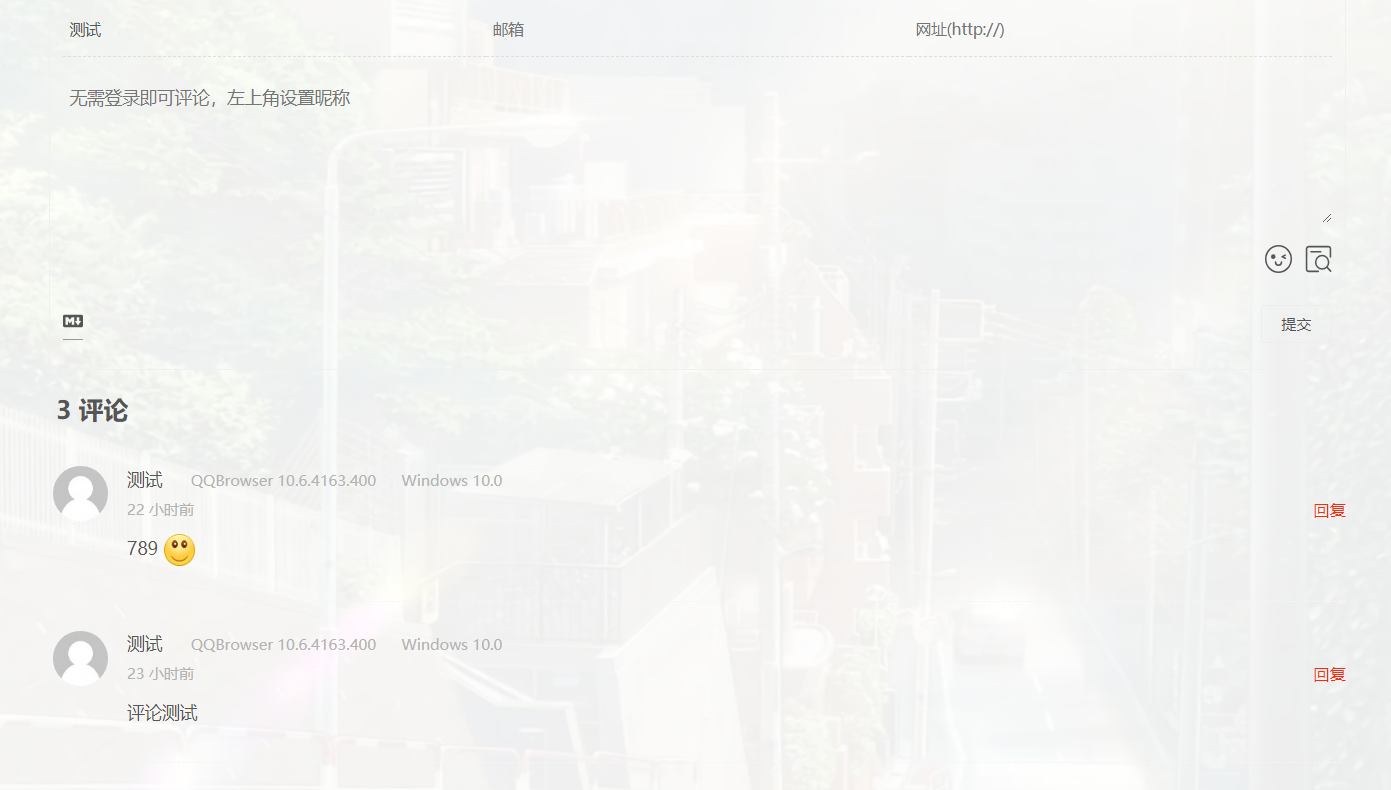 测试 邮箱 网址(http://)
无需登录即可评论，左上角设置昵称
M↓
提交
3 评论
测试 QQBrowser 10.6.4163.400 Windows 10.0
22 小时前
回复
789
测试 QQBrowser 10.6.4163.400 Windows 10.0
23 小时前
回复
评论测试